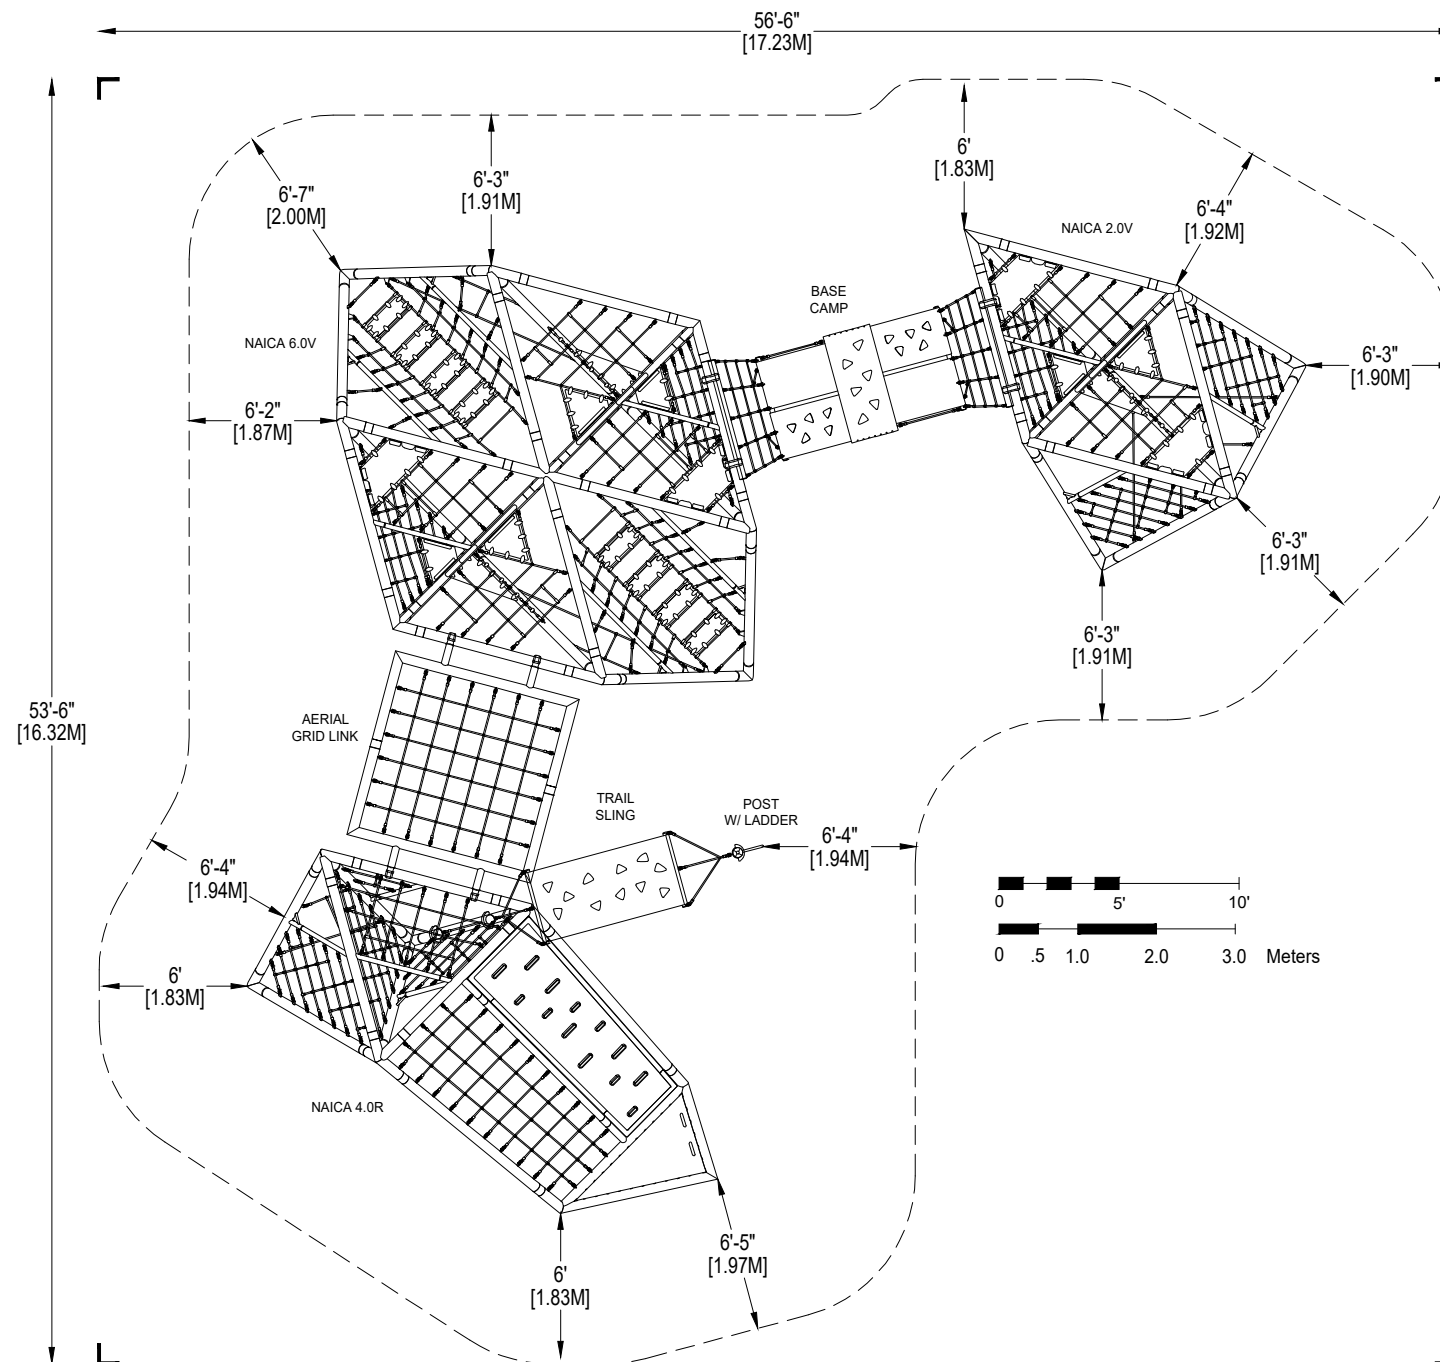 56'-6"
[17.23M]
6'
[1.83M]
6'-7"
[2.00M]
6'-3"
[1.91M]
6'-4"
[1.92M]
NAICA 2.0V
BASE
CAMP
NAICA 6.0V
6'-3"
[1.90M]
6'-2"
[1.87M]
6'-3"
[1.91M]
6'-3"
[1.91M]
53'-6"
[16.32M]
AERIAL
GRID LINK
TRAIL
SLING
POST
W/ LADDER
6'-4"
[1.94M]
6'-4"
[1.94M]
0 5' 10'
0 .5 1.0 2.0 3.0 Meters
6'
[1.83M]
NAICA 4.0R
6'-5"
[1.97M]
6'
[1.83M]